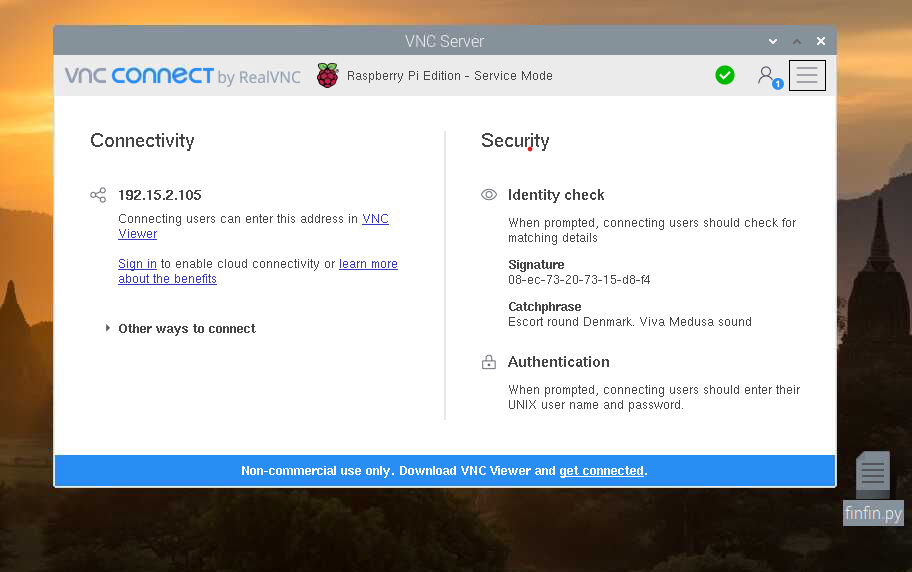 VNC Server
vnc connect by RealVNC
Raspberry Pi Edition - Service Mode
1
Connectivity
192.15.2.105
Connecting users can enter this address in VNC
Viewer
Sign in to enable cloud connectivity or learn more
about the benefits
Other ways to connect
Security
Identity check
When prompted, connecting users should check for
matching details
Signature
08-ec-73-20-73-15-d8-f4
Catchphrase
Escort round Denmark. Viva Medusa sound
Authentication
When prompted, connecting users should enter their
UNIX user name and password.
Non-commercial use only. Download VNC Viewer and get connected.
finfin.py